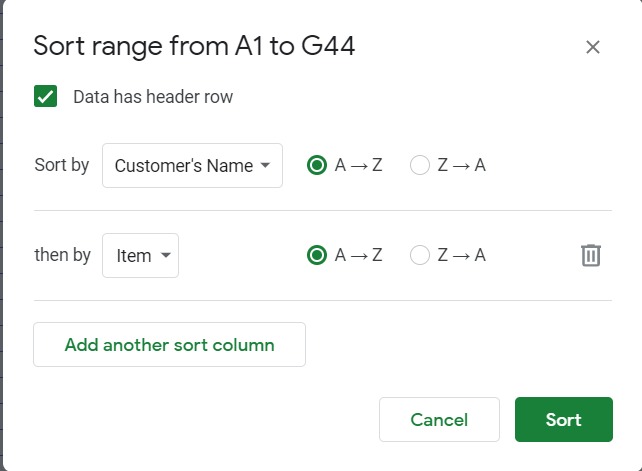 Sort range from A1 to G44
Data has header row
Sort by Customer's Name A → Z Z → A
then by Item A → Z Z → A
Add another sort column
Cancel Sort